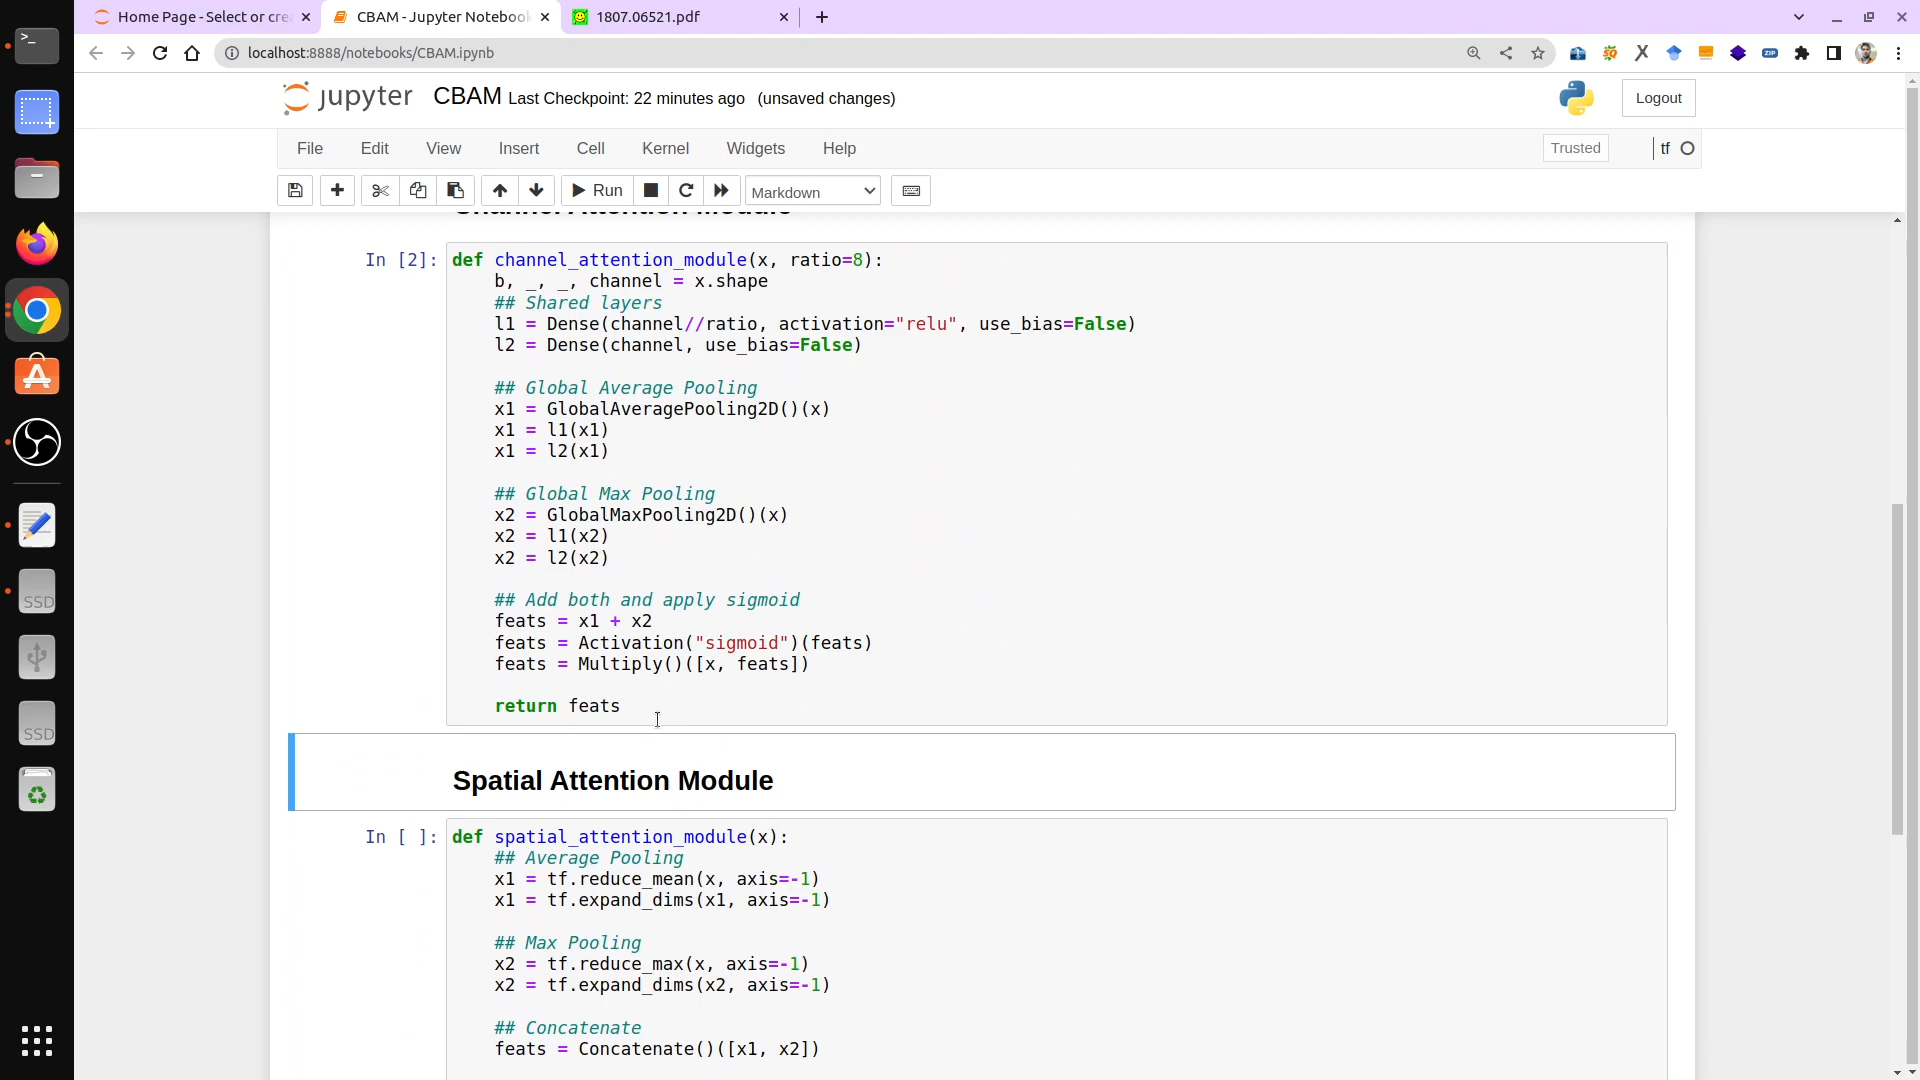 Home Page - Select or cre
CBAM - Jupyter Noteboo
1807.06521.pdf
localhost:8888/notebooks/CBAM.ipynb
ZIP
jupyter CBAM Last Checkpoint: 22 minutes ago (unsaved changes)
Logout
File Edit View Insert Cell Kernel Widgets Help
Trusted
tf
Run
Markdown
Channel Attention Module
In [2]:
def channel_attention_module(x, ratio=8):
    b, _, _, channel = x.shape
    ## Shared layers
    l1 = Dense(channel//ratio, activation="relu", use_bias=False)
    l2 = Dense(channel, use_bias=False)
    ## Global Average Pooling
    x1 = GlobalAveragePooling2D()(x)
    x1 = l1(x1)
    x1 = l2(x1)
    ## Global Max Pooling
    x2 = GlobalMaxPooling2D()(x)
    x2 = l1(x2)
    x2 = l2(x2)
    ## Add both and apply sigmoid
    feats = x1 + x2
    feats = Activation("sigmoid")(feats)
    feats = Multiply()([x, feats])
    return feats
Spatial Attention Module
In [ ]:
def spatial_attention_module(x):
    ## Average Pooling
    x1 = tf.reduce_mean(x, axis=-1)
    x1 = tf.expand_dims(x1, axis=-1)
    ## Max Pooling
    x2 = tf.reduce_max(x, axis=-1)
    x2 = tf.expand_dims(x2, axis=-1)
    ## Concatenate
    feats = Concatenate()([x1, x2])
SSD
SSD